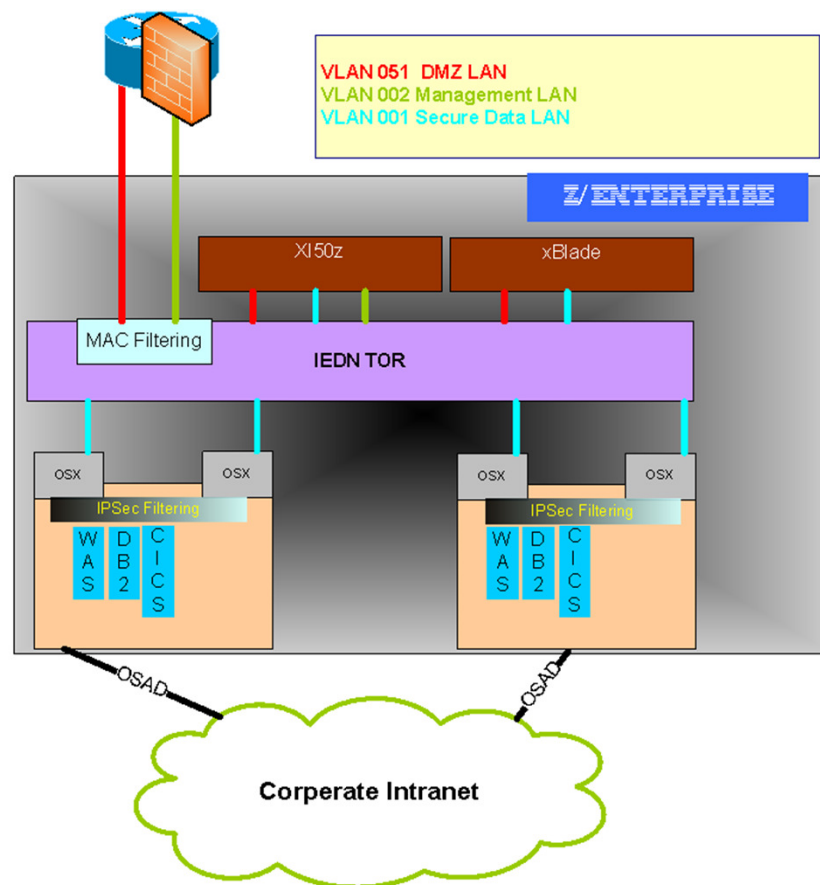 VLAN 051  DMZ LAN
VLAN 002 Management LAN
VLAN 001 Secure Data LAN
Z/ENTERPRISE
XI50z
xBlade
MAC Filtering
IEDN TOR
OSX
OSX
OSX
OSX
IPSec Filtering
IPSec Filtering
WAS
DB2
CICS
WAS
DB2
CICS
OSAD
OSAD
Corperate Intranet